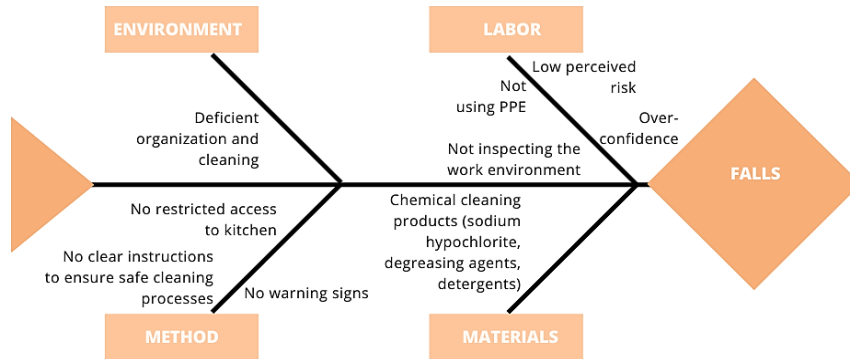 ENVIRONMENT
LABOR
Low perceived
risk
Not
using PPE
Over-
confidence
Deficient
organization and
cleaning
Not inspecting the
work environment
FALLS
No restricted access
to kitchen
No clear instructions
to ensure safe cleaning
processes
No warning signs
Chemical cleaning
products (sodium
hypochlorite,
degreasing agents,
detergents)
METHOD
MATERIALS